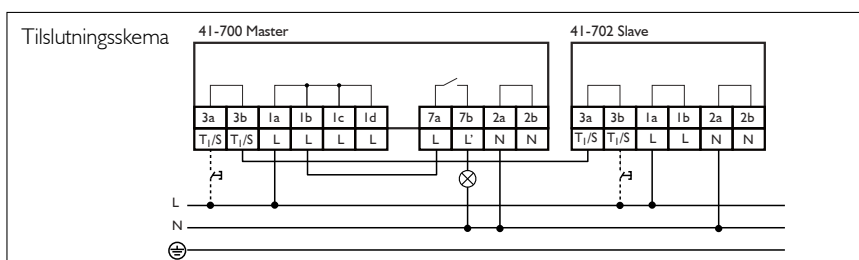 Tilslutningsskema
41-700 Master
41-702 Slave
3a 3b 1a 1b 1c 1d 7a 7b 2a 2b
3a 3b 1a 1b 2a 2b
T1/S T1/S L L L L L L' N N
T1/S T1/S L L N N
L
N